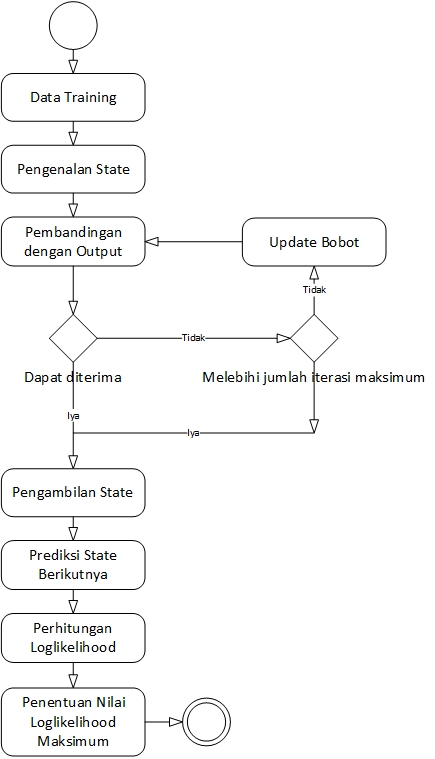 Data Training
Pengenalan State
Pembandingan
dengan Output
Update Bobot
Tidak
Tidak
Dapat diterima
Melebihi jumlah iterasi maksimum
Iya
Iya
Pengambilan State
Prediksi State
Berikutnya
Perhitungan
Loglikelihood
Penentuan Nilai
Loglikelihood
Maksimum